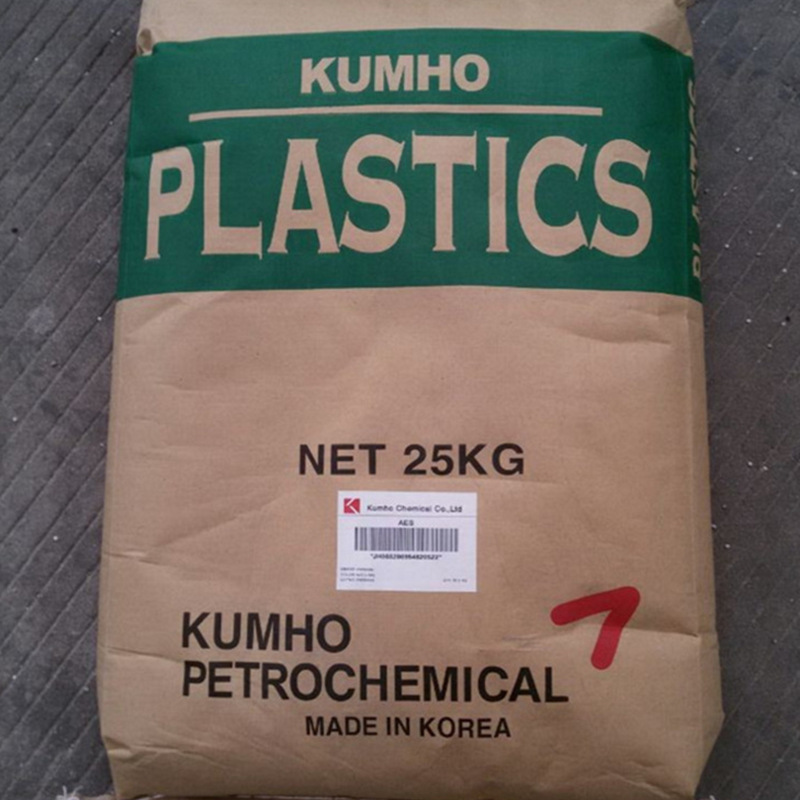 KUMHO
PLASTICS
PLASTICS
NET 25KG
Kumho Chemical Co.,Ltd
AES
KUMHO
PETROCHEMICAL
MADE IN KOREA